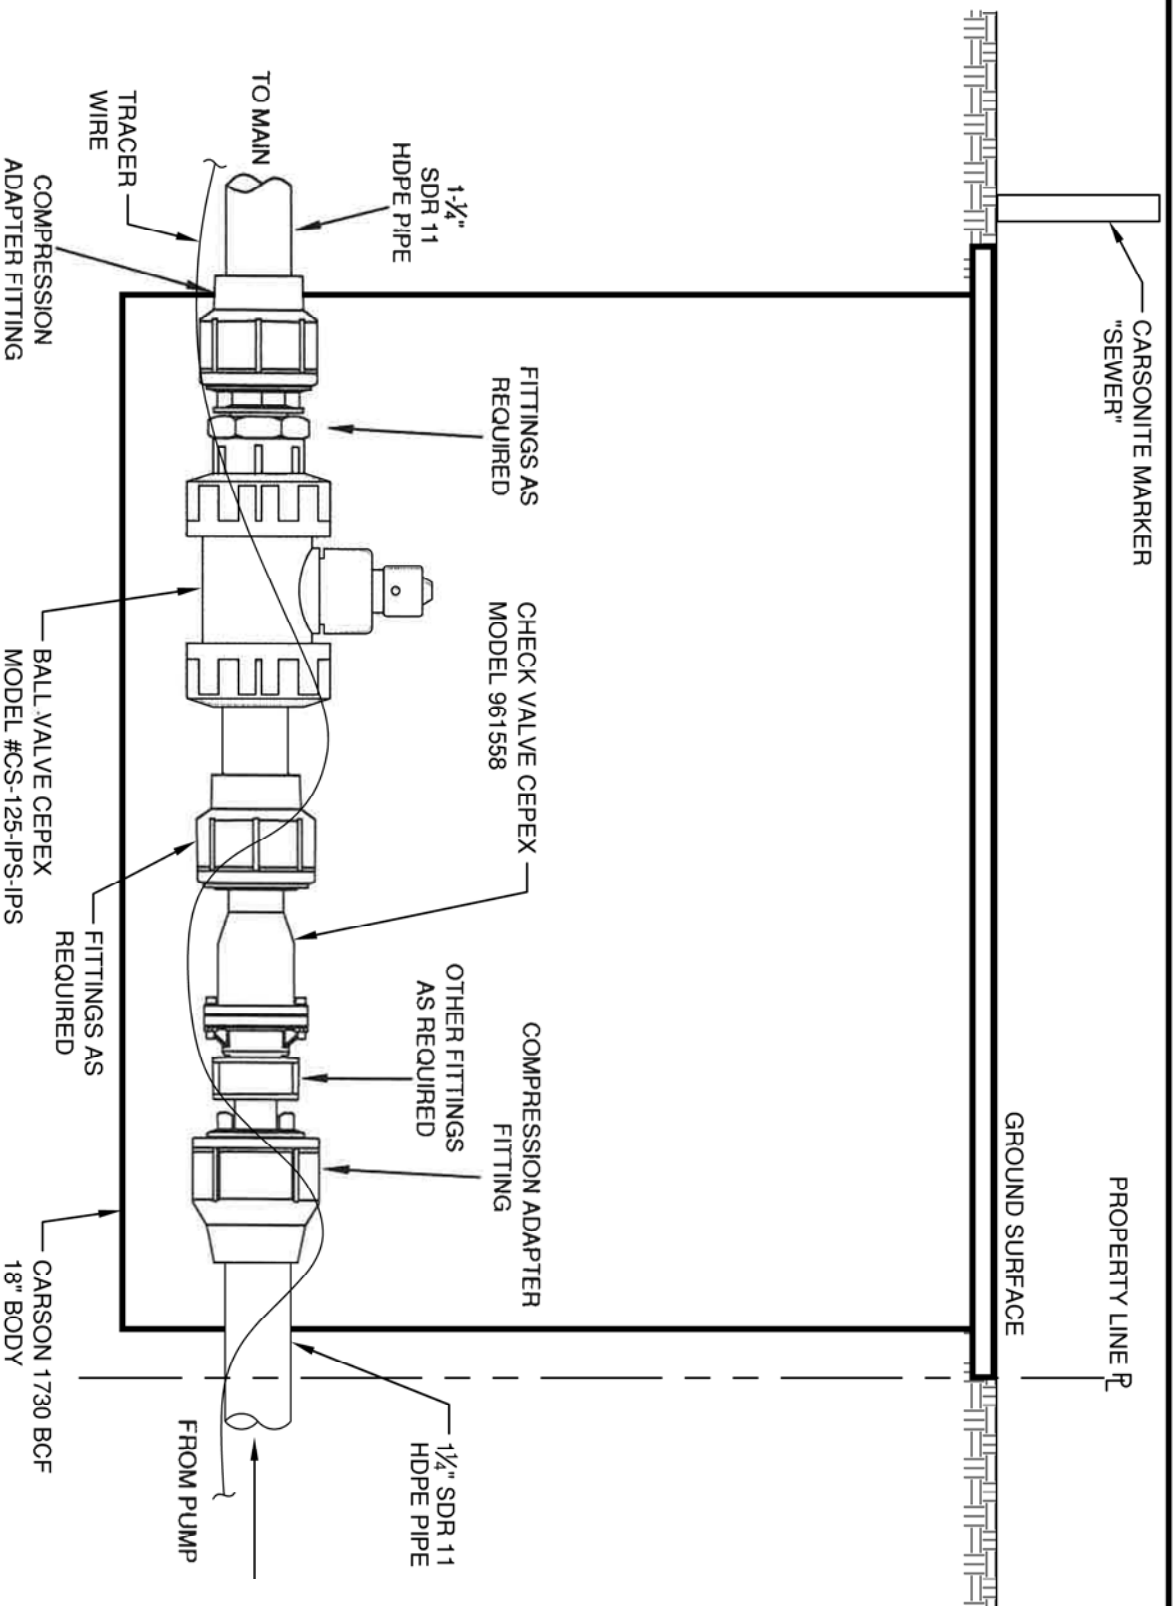 CARSONITE MARKER
"SEWER"
PROPERTY LINE PL
GROUND SURFACE
1-¼"
SDR 11
HDPE PIPE
FITTINGS AS
REQUIRED
CHECK VALVE CEPEX
MODEL 961558
COMPRESSION ADAPTER
FITTING
OTHER FITTINGS
AS REQUIRED
1¼" SDR 11
HDPE PIPE
TO MAIN
FROM PUMP
TRACER
WIRE
COMPRESSION
ADAPTER FITTING
BALL VALVE CEPEX
MODEL #CS-125-IPS-IPS
FITTINGS AS
REQUIRED
CARSON 1730 BCF
18" BODY